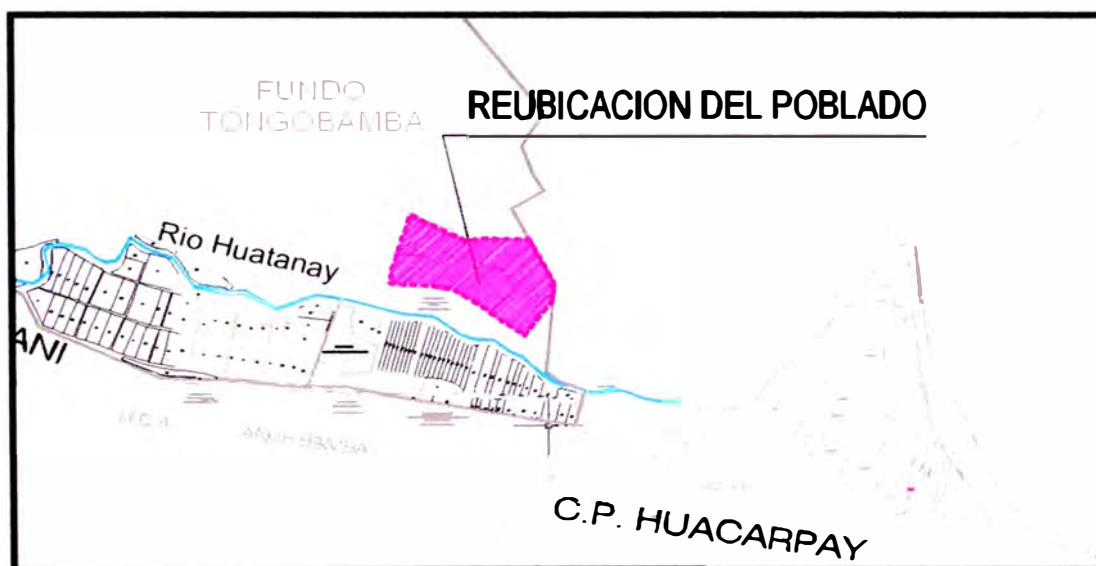 FUNDO
TONGOBAMBA
REUBICACION DEL POBLADO
Rio Huatanay
ANI
C.P. HUACARPAY